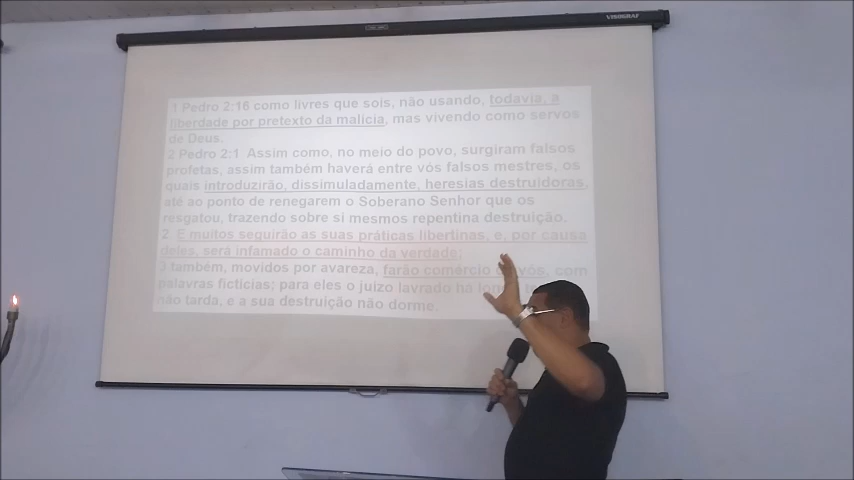 VISOGRAF
1 Pedro 2:16 como livres que sois, não usando, todavia, a
liberdade por pretexto da malícia, mas vivendo como servos
de Deus.
2 Pedro 2:1 Assim como, no meio do povo, surgiram falsos
profetas, assim também haverá entre vós falsos mestres, os
quais introduzirão, dissimuladamente, heresias destruidoras,
até ao ponto de renegarem o Soberano Senhor que os
resgatou, trazendo sobre si mesmos repentina destruição.
2 E muitos seguirão as suas práticas libertinas, e, por causa
deles, será infamado o caminho da verdade;
3 também, movidos por avareza, farão comércio vós, com
palavras fictícias; para eles o juízo lavrado há
não tarda, e a sua destruição não dorme.